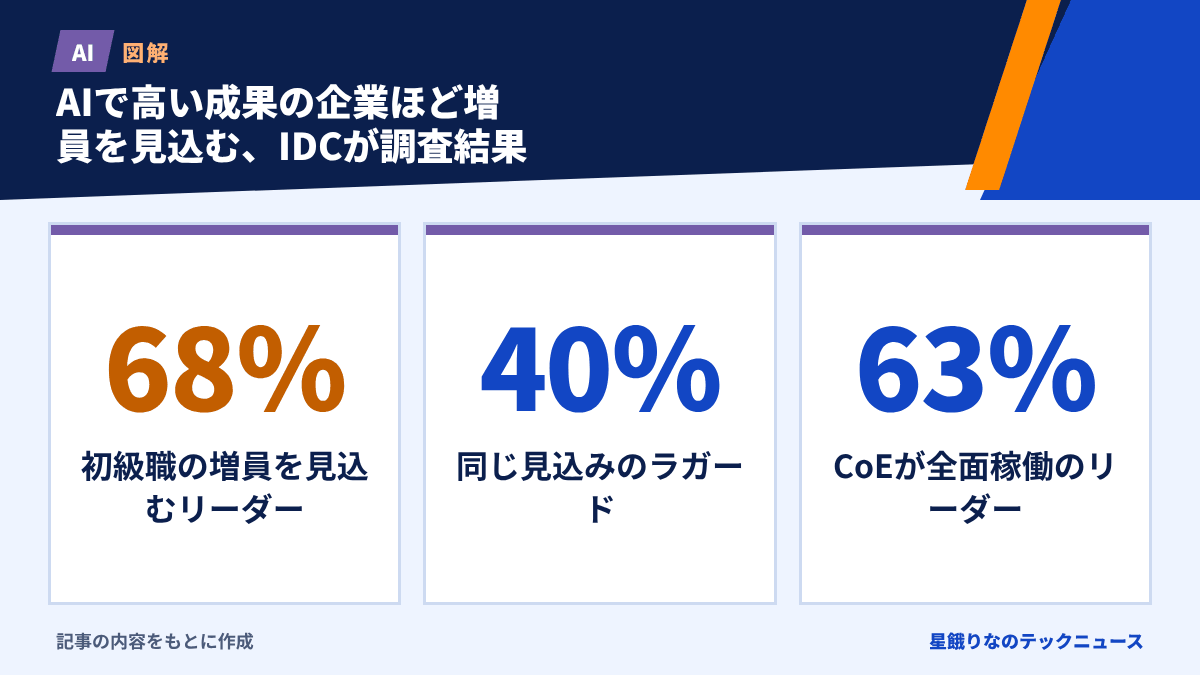 AI 図解
AIで高い成果の企業ほど増
員を見込む、IDCが調査結果
68%
初級職の増員を見込
むリーダー
40%
同じ見込みのラガー
ド
63%
CoEが全面稼働のリ
ーダー
記事の内容をもとに作成
星餓りなのテックニュース